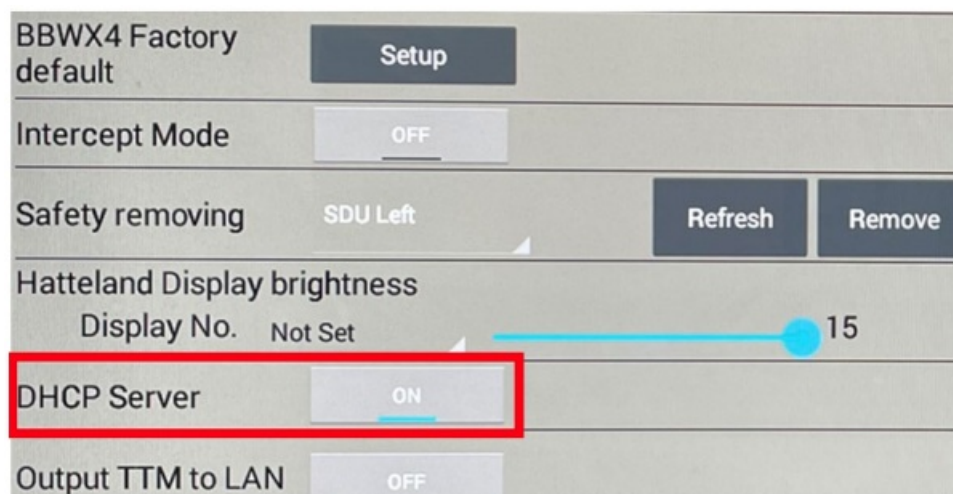 BBWX4 Factory
default
Setup
Intercept Mode
OFF
Safety removing
SDU Left
Refresh
Remove
Hatteland Display brightness
Display No.
Not Set
15
DHCP Server
ON
Output TTM to LAN
OFF